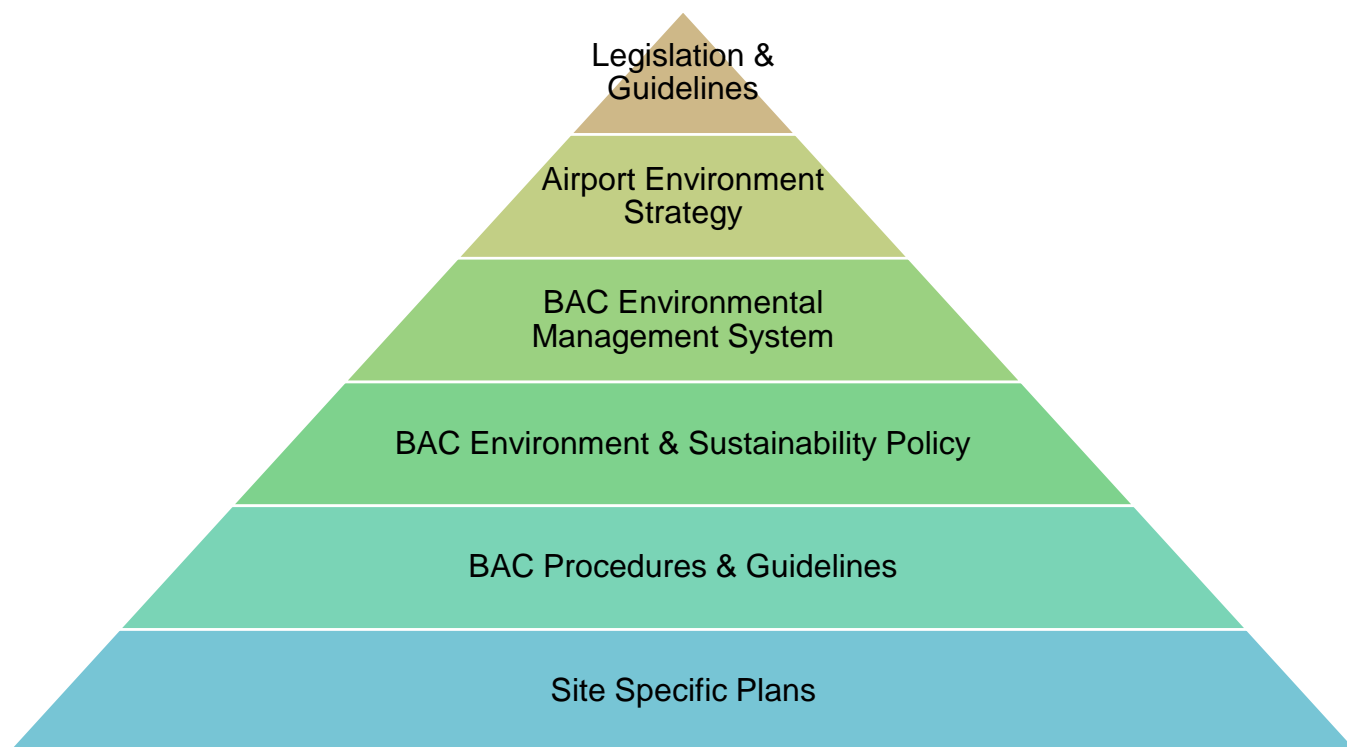 Legislation &
Guidelines
Airport Environment
Strategy
BAC Environmental
Management System
BAC Environment & Sustainability Policy
BAC Procedures & Guidelines
Site Specific Plans